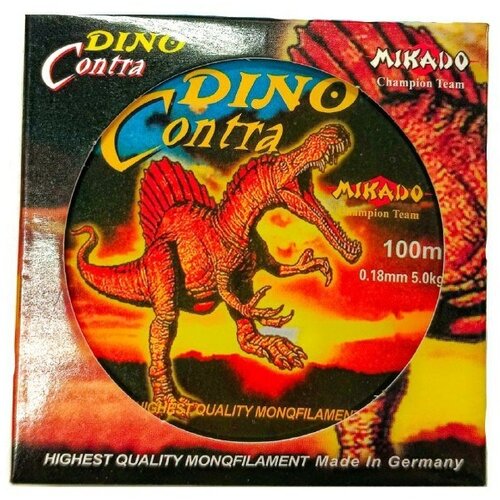 DINO
Contra
MIKADO
Champion Team
DINO
Contra
MIKADO
Champion Team
100m
0.18mm 5.0kg
HIGHEST QUALITY MONQFILAMENT
HIGHEST QUALITY MONQFILAMENT Made In Germany